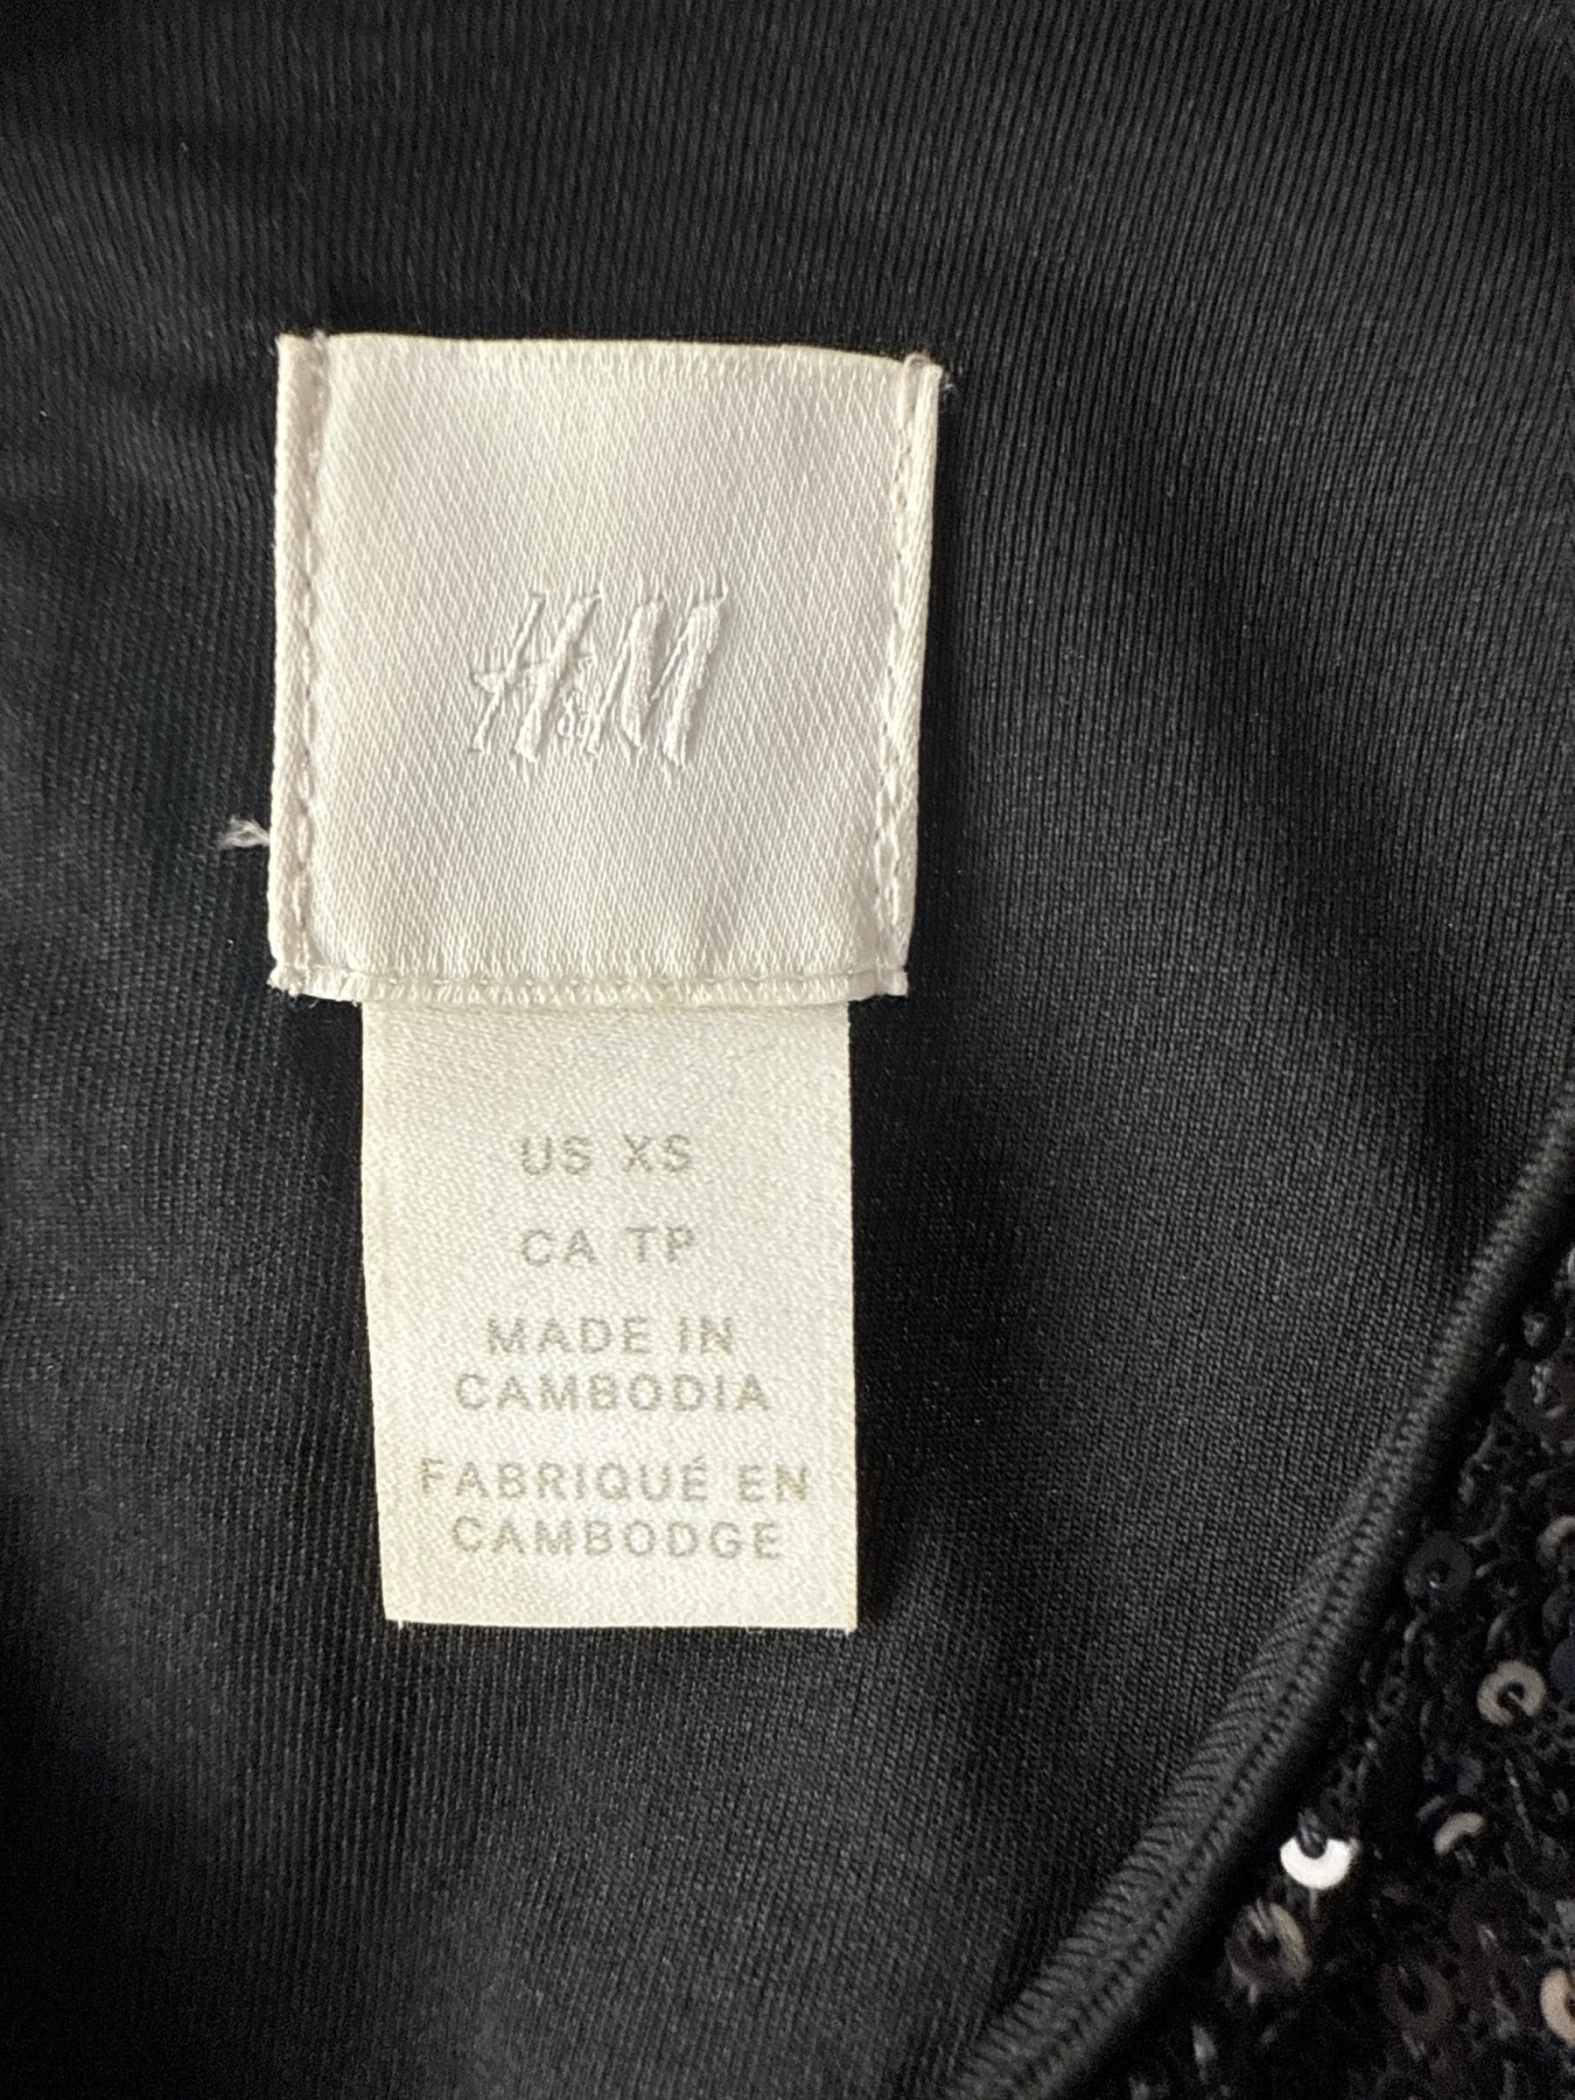 H&M
US XS
CA TP
MADE IN
CAMBODIA
FABRIQUÉ EN
CAMBODGE